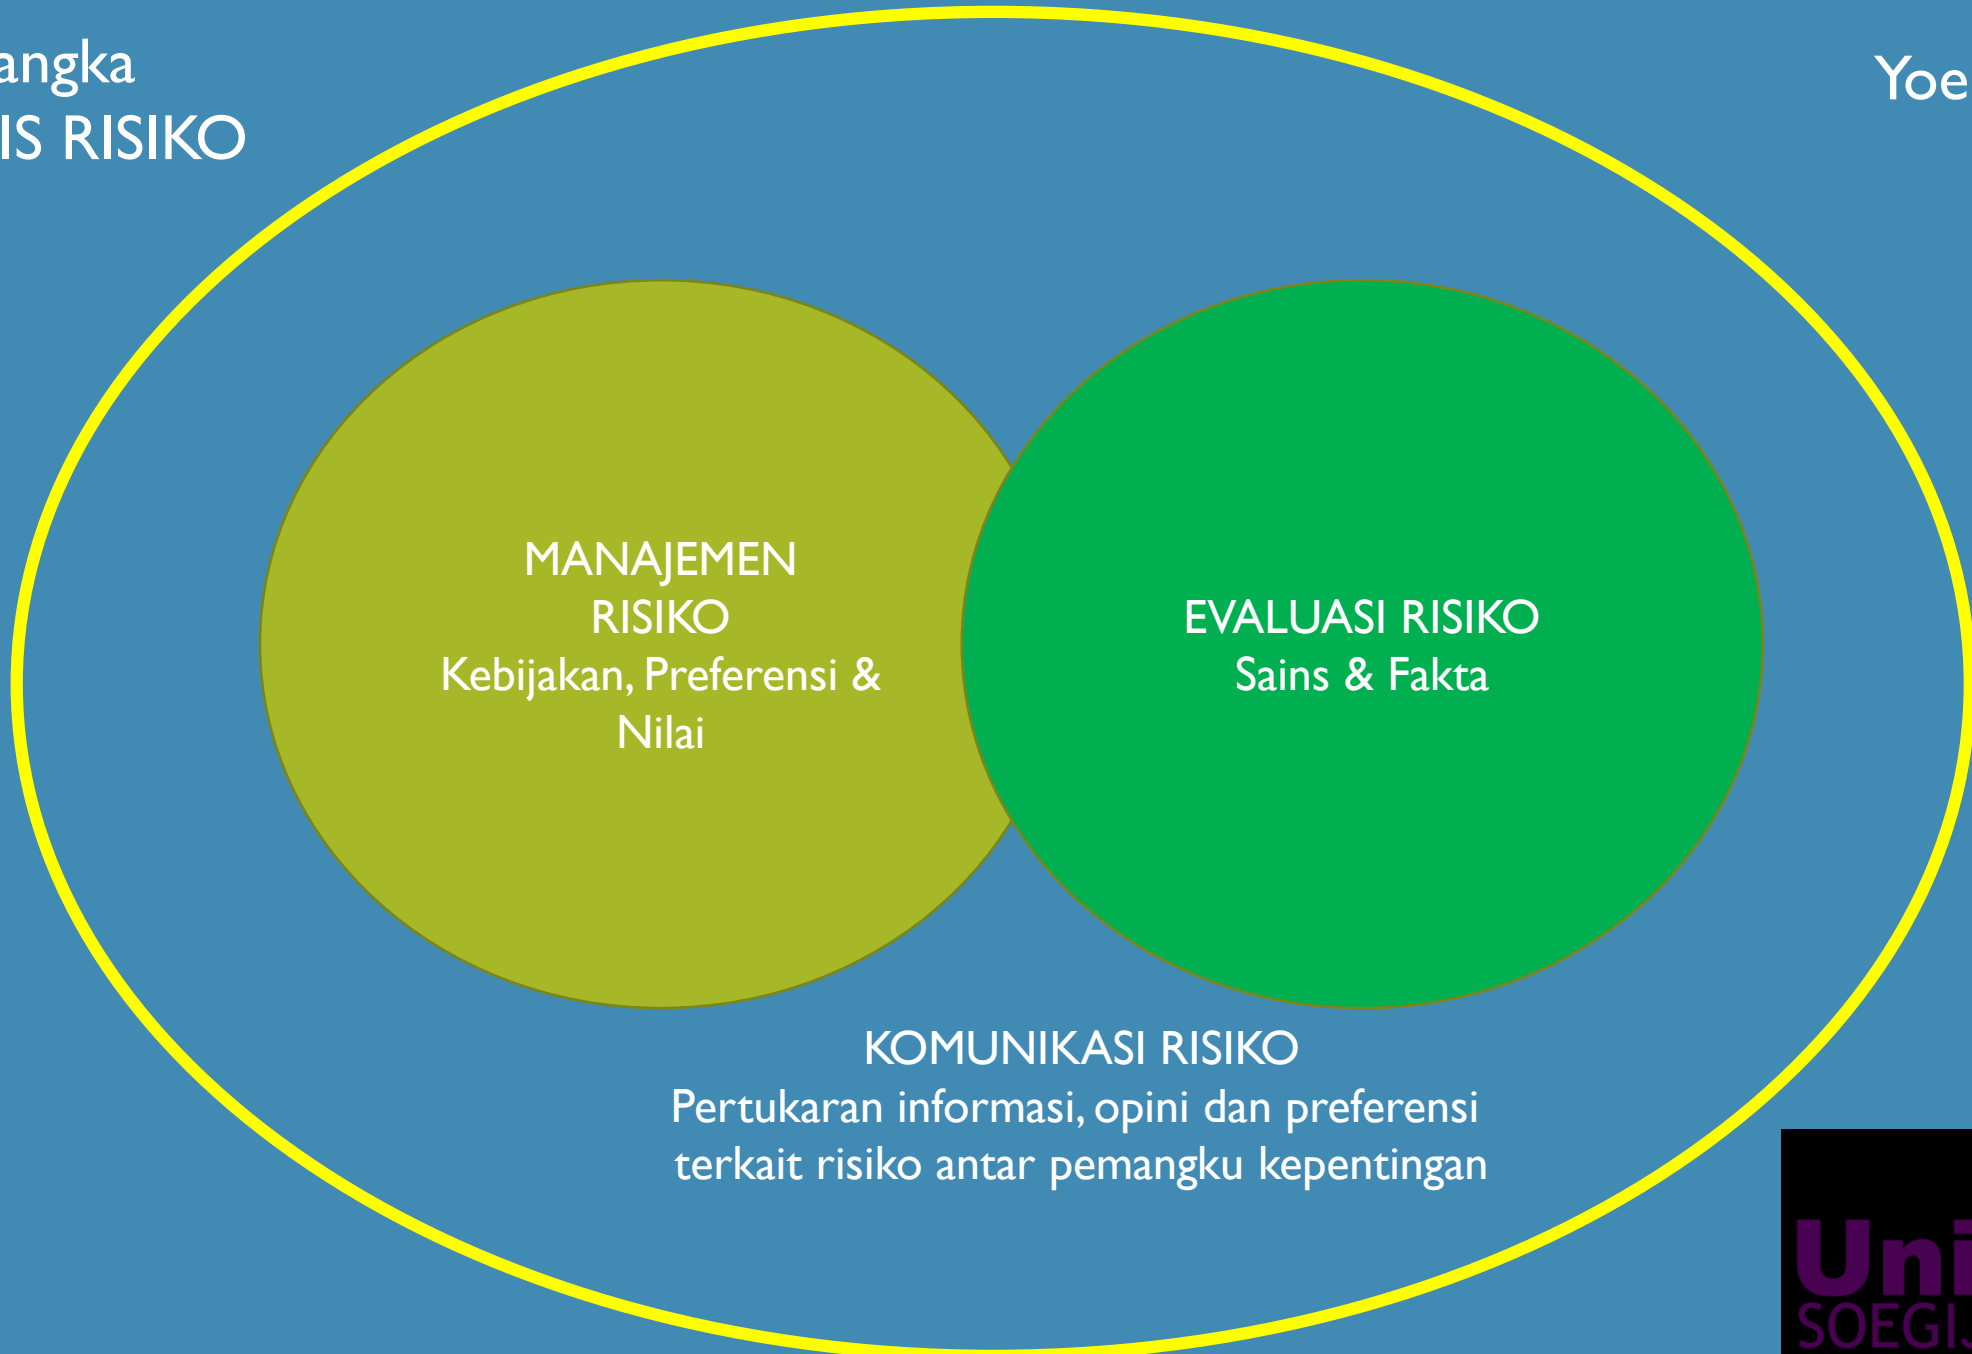 angka
IS RISIKO
Yoe
MANAJEMEN
RISIKO
Kebijakan, Preferensi &
Nilai
EVALUASI RISIKO
Sains & Fakta
KOMUNIKASI RISIKO
Pertukaran informasi, opini dan preferensi
terkait risiko antar pemangku kepentingan
Uni
SOEGIJ